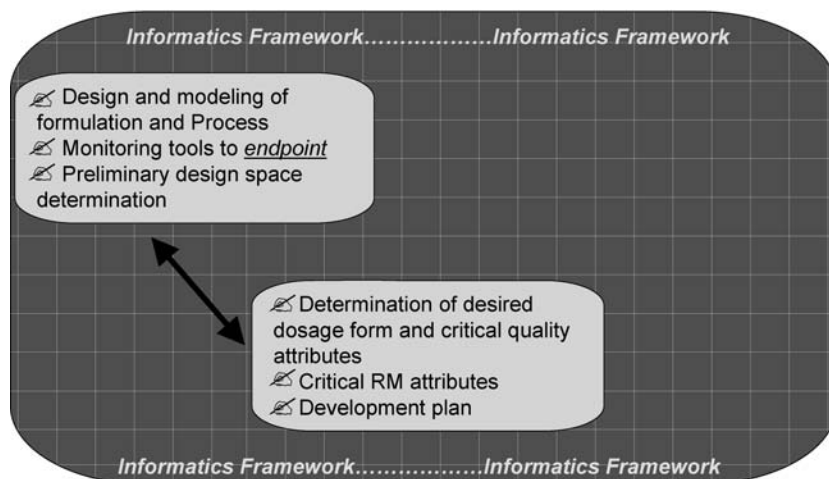 Informatics Framework..................Informatics Framework
✍ Design and modeling of
formulation and Process
✍ Monitoring tools to endpoint
✍ Preliminary design space
determination
✍ Determination of desired
dosage form and critical quality
attributes
✍ Critical RM attributes
✍ Development plan
Informatics Framework..................Informatics Framework